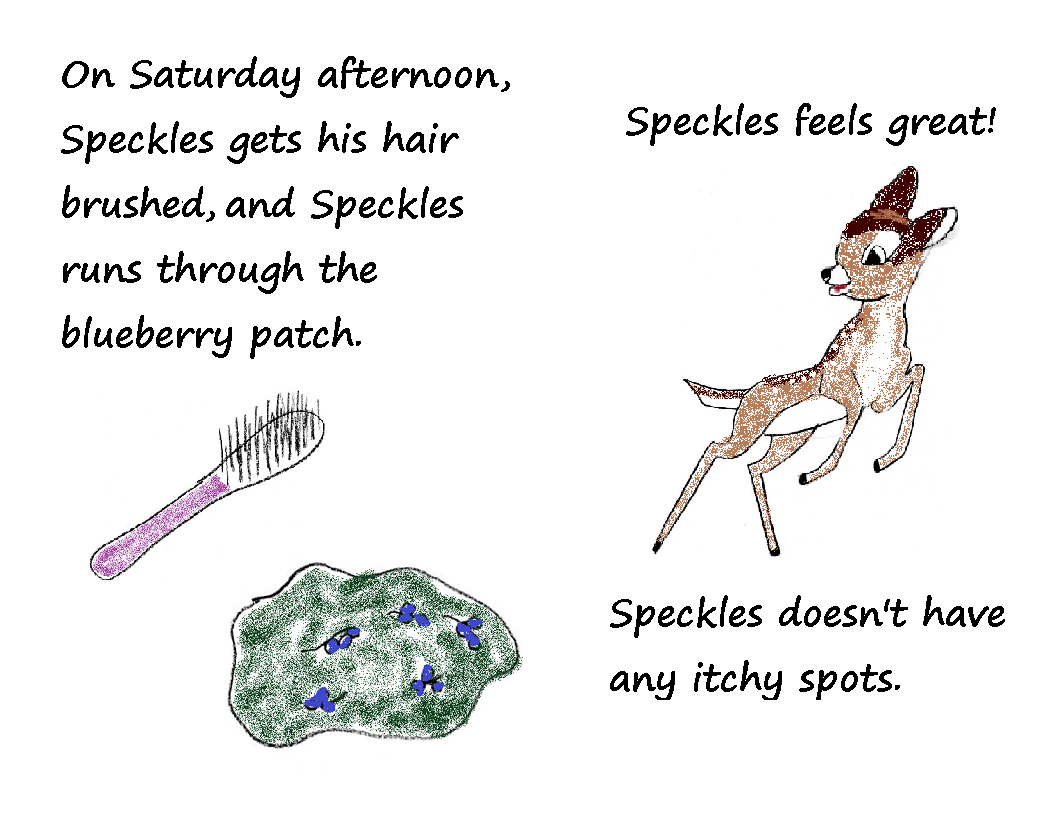 On Saturday afternoon,
Speckles gets his hair
brushed, and Speckles
runs through the
blueberry patch.
Speckles feels great!
Speckles doesn't have
any itchy spots.